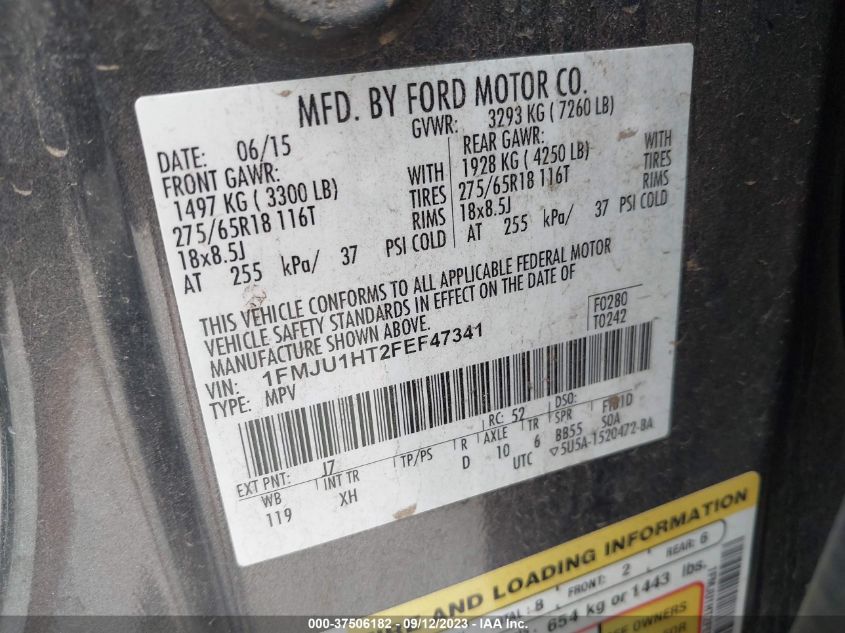 MFD. BY FORD MOTOR CO.
DATE: 06/15
GVWR: 3293 KG ( 7260 LB)
FRONT GAWR:
1497 KG ( 3300 LB) WITH
275/65R18 116T TIRES
18x8.5J RIMS
AT 255 kPa/ 37 PSI COLD
REAR GAWR:
1928 KG ( 4250 LB) WITH
275/65R18 116T TIRES
18x8.5J RIMS
AT 255 kPa/ 37 PSI COLD
THIS VEHICLE CONFORMS TO ALL APPLICABLE FEDERAL MOTOR
VEHICLE SAFETY STANDARDS IN EFFECT ON THE DATE OF
MANUFACTURE SHOWN ABOVE.
F0280
T0242
VIN: 1FMJU1HT2FEF47341
TYPE: MPV
EXT PNT: J7 RC: 52 DSO:
WB INT TR TP/PS R AXLE TR SPR
119 XH D 10 6 BB55 50A
UTC ▽5U5A-1520472-BA
AND LOADING INFORMATION
8 FRONT: 2 REAR: 6
654 kg or 1443 lbs.
OWNERS
000-37506182 - 09/12/2023 - IAAI, Inc.